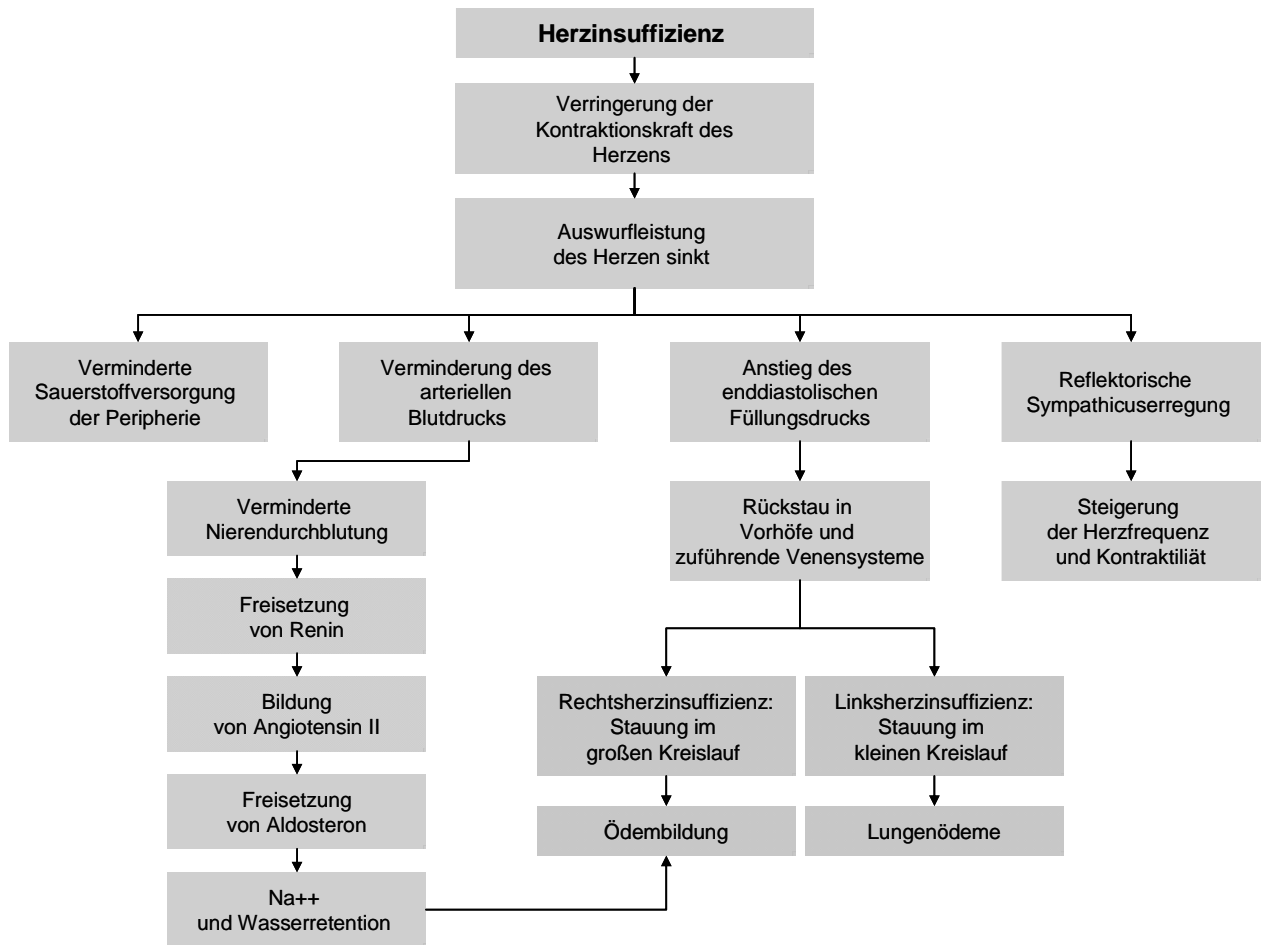 Herzinsuffizienz
Verringerung der
Kontraktionskraft des
Herzens
Auswurfleistung
des Herzen sinkt
Verminderte
Sauerstoffversorgung
der Peripherie
Verminderung des
arteriellen
Blutdrucks
Anstieg des
enddiastolischen
Füllungsdrucks
Reflektorische
Sympathicuserregung
Verminderte
Nierendurchblutung
Rückstau in
Vorhöfe und
zuführende Venensysteme
Steigerung
der Herzfrequenz
und Kontraktiliät
Freisetzung
von Renin
Bildung
von Angiotensin II
Rechtsherzinsuffizienz:
Stauung im
großen Kreislauf
Linksherzinsuffizienz:
Stauung im
kleinen Kreislauf
Freisetzung
von Aldosteron
Ödembildung
Lungenödeme
Na++
und Wasserretention